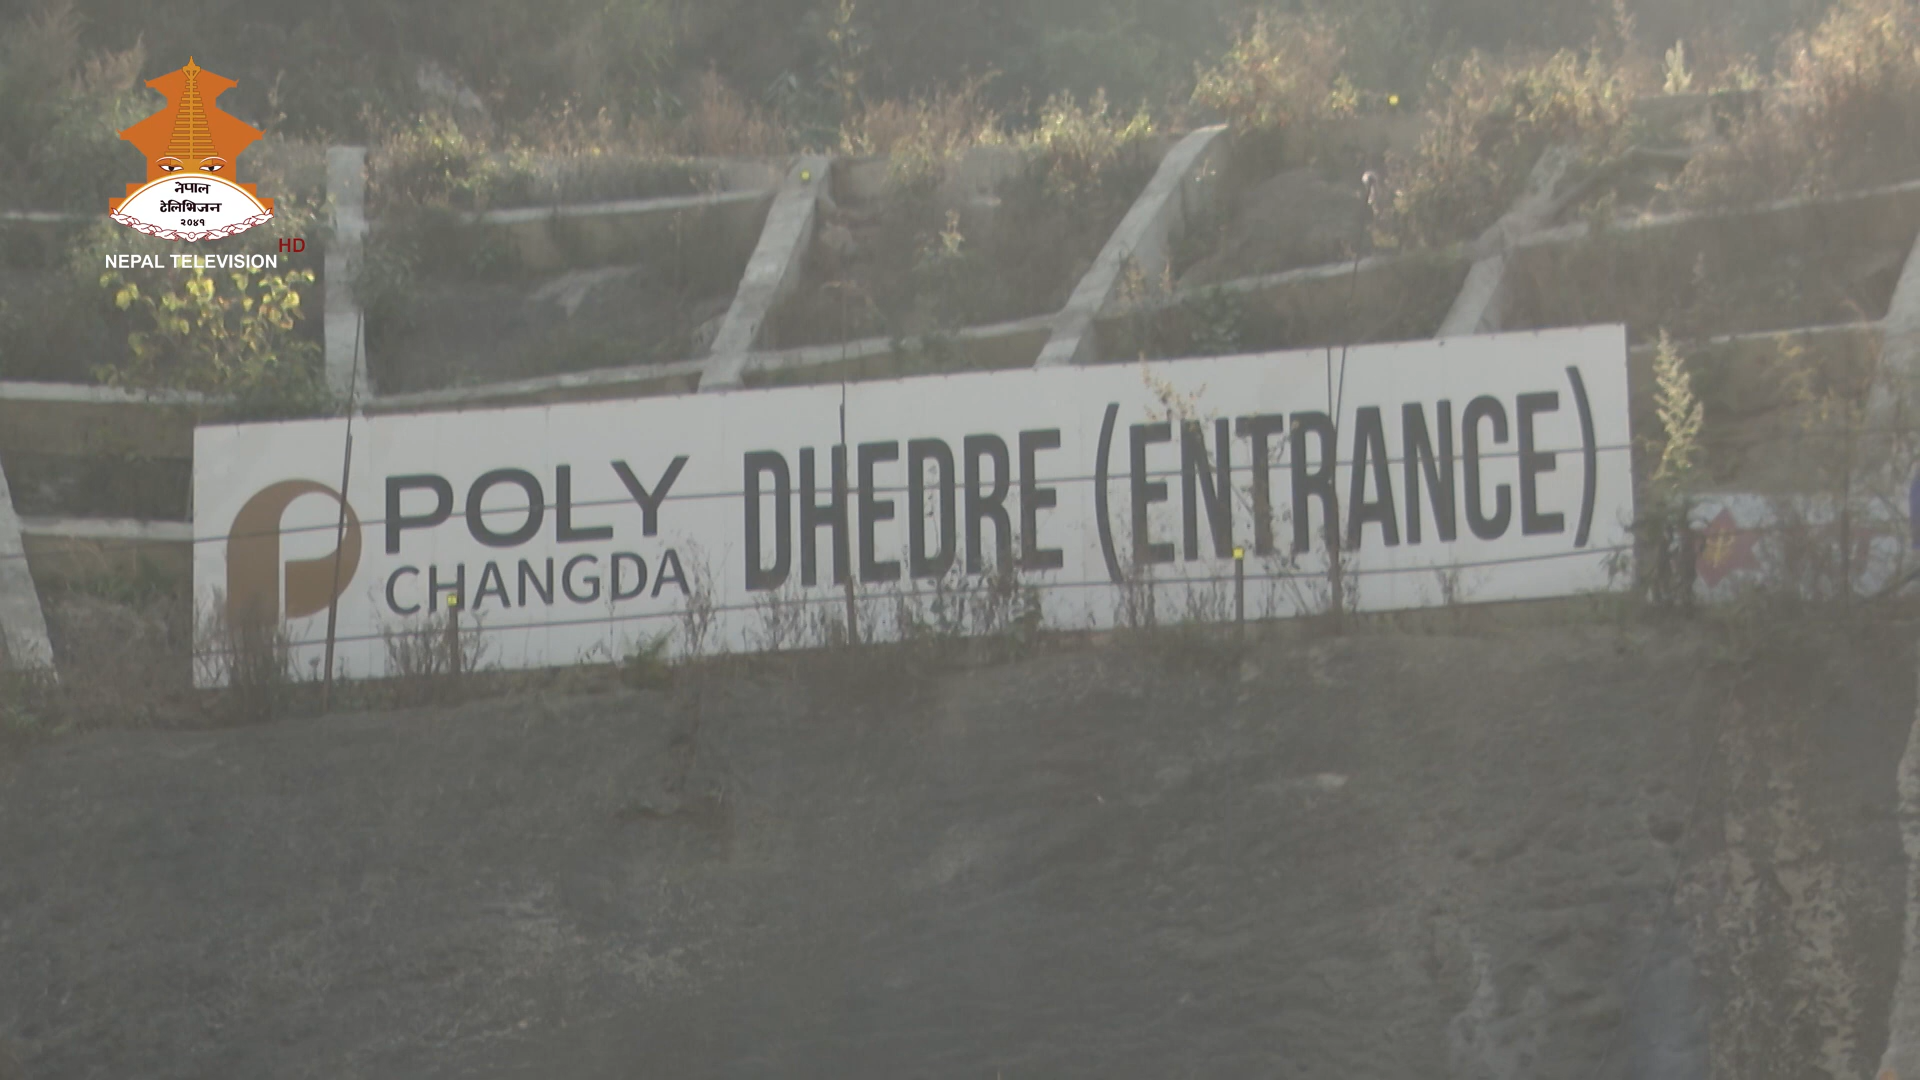 नेपाल
टेलिभिजन
२०४१
HD
NEPAL TELEVISION
POLY
CHANGDA
DHEDRE (ENTRANCE)